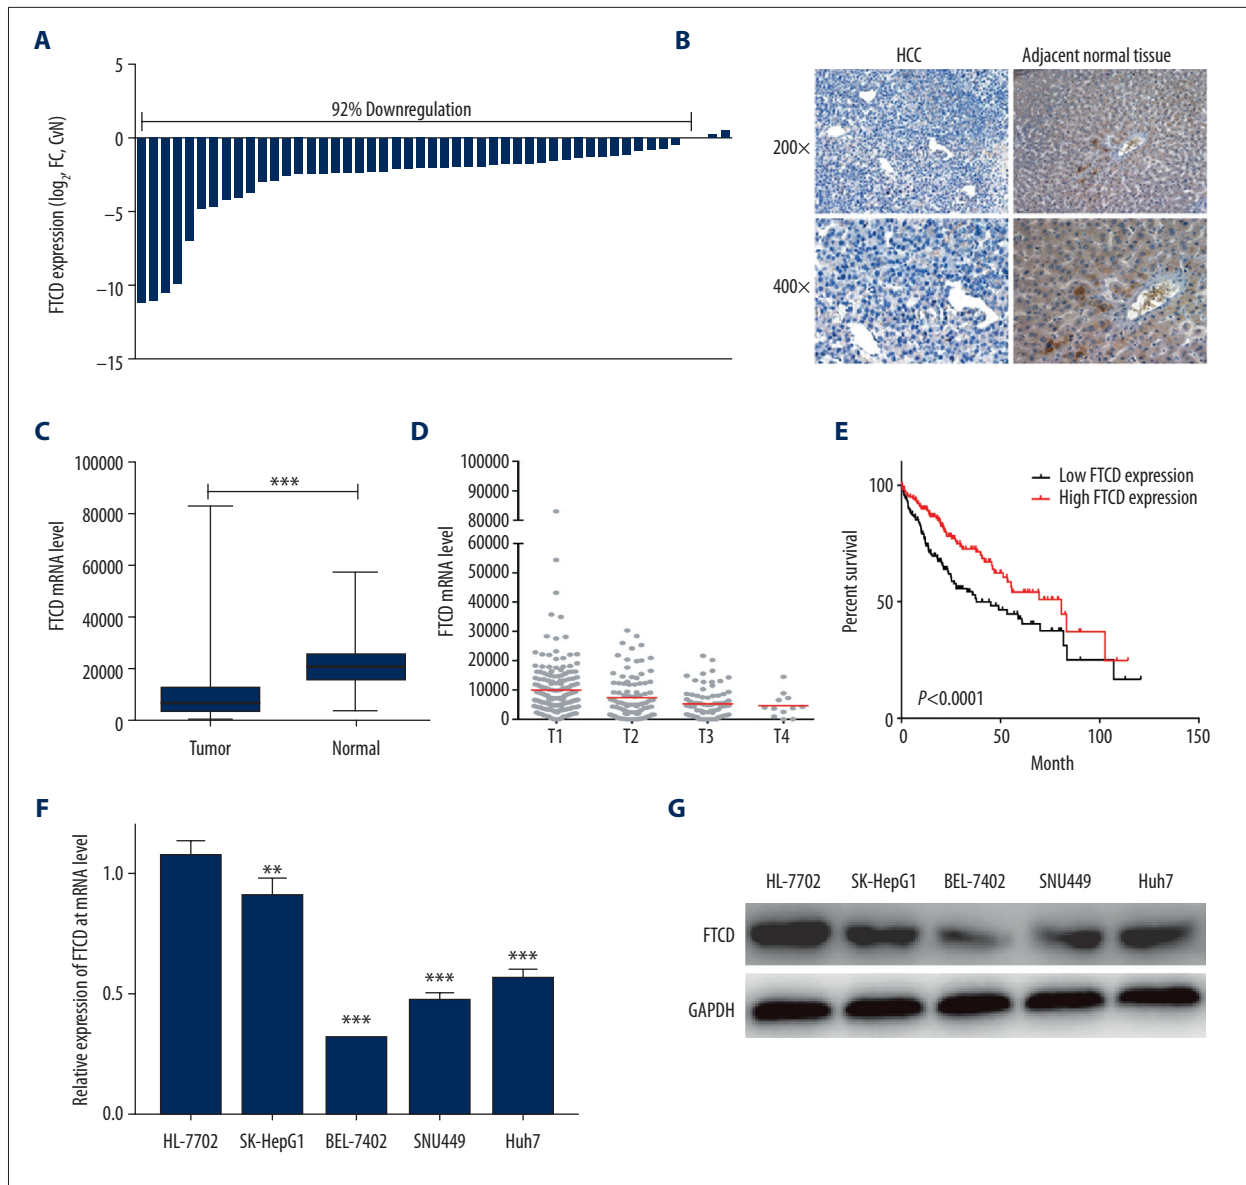 A
5
0
−5
−10
−15
FTCD expression (log2, FC, CvN)
92% Downregulation
B
HCC
Adjacent normal tissue
200×
400×
C
100000
80000
60000
40000
20000
0
FTCD mRNA level
***
Tumor
Normal
D
100000
90000
80000
60000
50000
40000
30000
20000
10000
0
FTCD mRNA level
T1
T2
T3
T4
E
100
50
0
Percent survival
Low FTCD expression
High FTCD expression
P<0.0001
0
50
100
150
Month
F
1.0
0.5
0.0
Relative expression of FTCD at mRNA level
**
***
***
***
HL-7702
SK-HepG1
BEL-7402
SNU449
Huh7
G
HL-7702
SK-HepG1
BEL-7402
SNU449
Huh7
FTCD
GAPDH